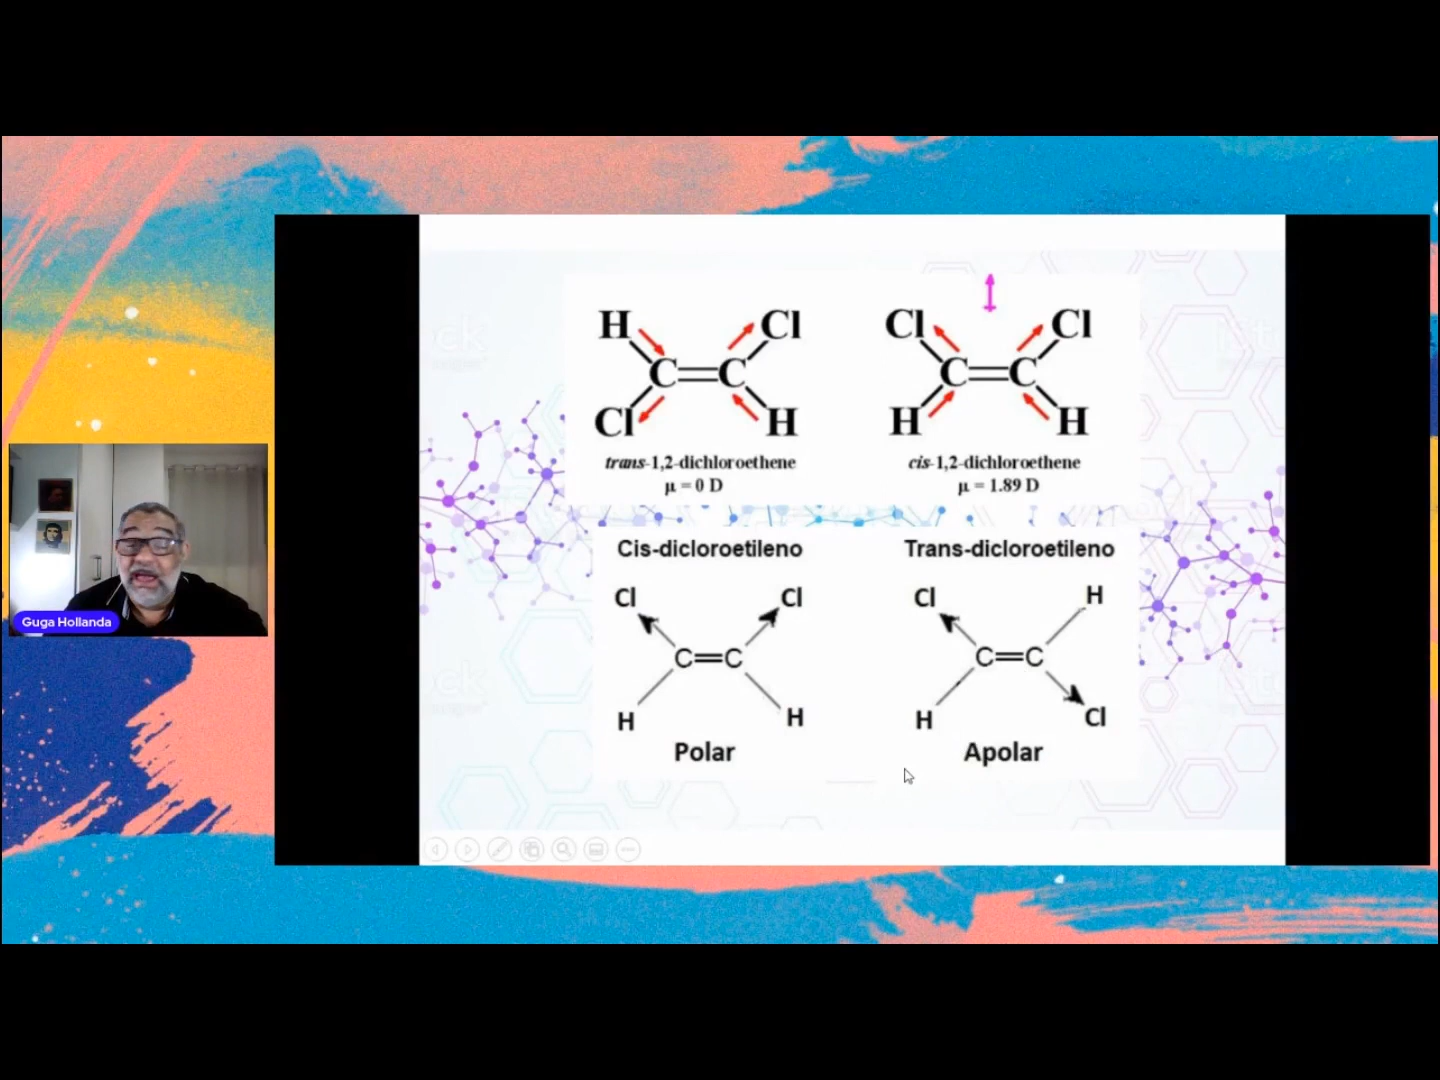 H Cl
C C
Cl H
trans-1,2-dichloroethene
μ = 0 D
Cl Cl
C C
H H
cis-1,2-dichloroethene
μ = 1.89 D
Cis-dicloroetileno
Cl Cl
C C
H H
Polar
Trans-dicloroetileno
Cl H
C C
H Cl
Apolar
Guga Hollanda